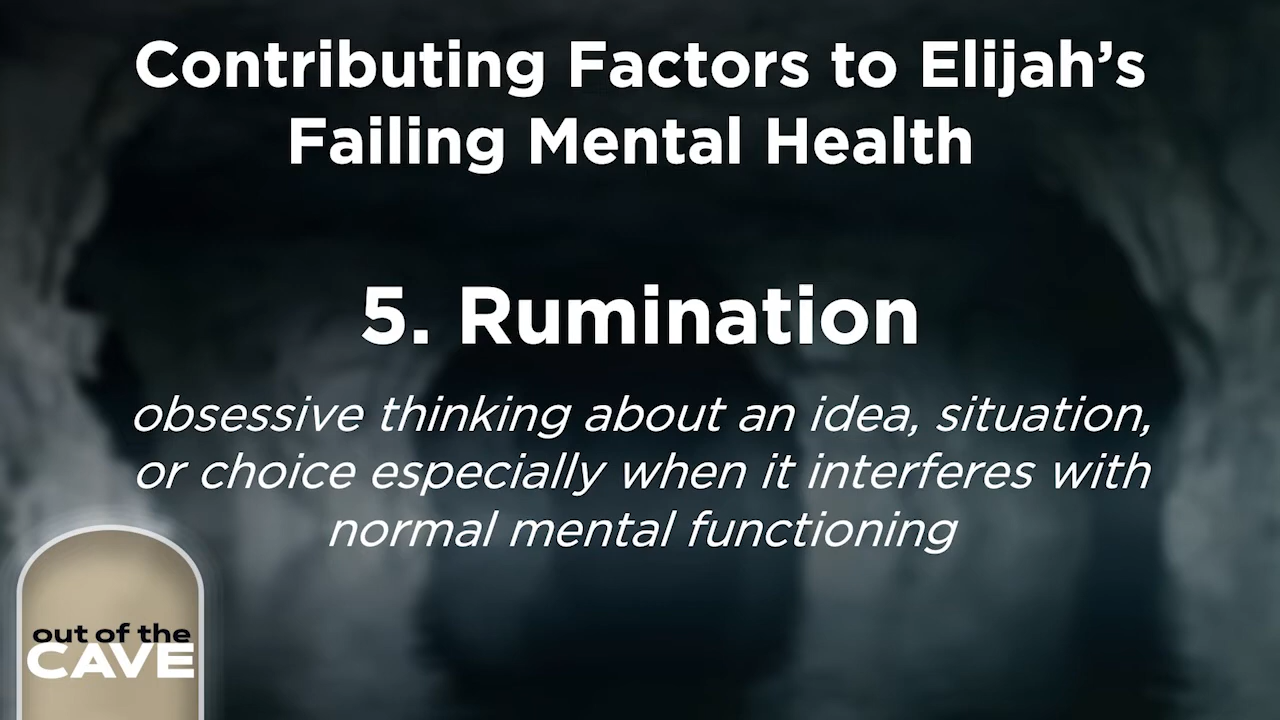 Contributing Factors to Elijah’s
Failing Mental Health
5. Rumination
obsessive thinking about an idea, situation,
or choice especially when it interferes with
normal mental functioning
out of the
CAVE